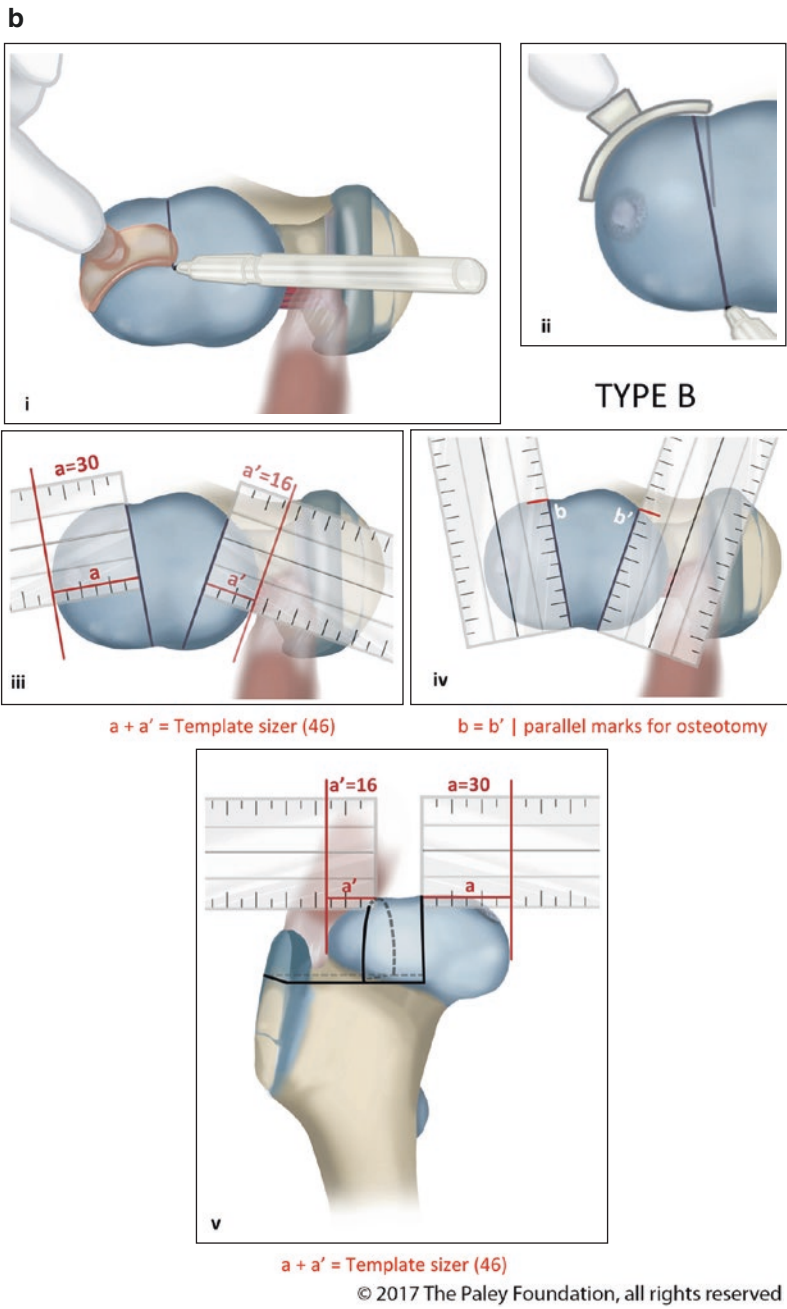 b
i
ii
TYPE B
a=30
a'=16
a
a'
iii
b
b'
iv
a + a' = Template sizer (46)
b = b' | parallel marks for osteotomy
a'=16
a=30
a'
a
v
a + a' = Template sizer (46)
© 2017 The Paley Foundation, all rights reserved